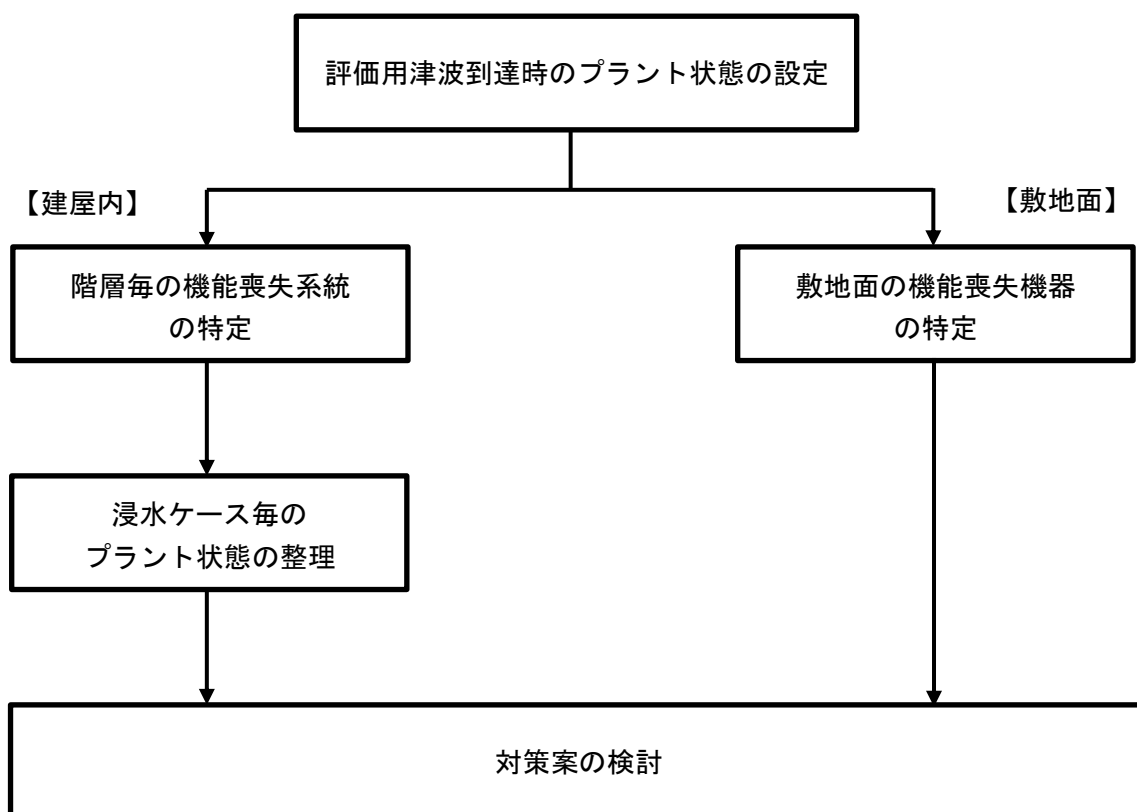 評価用津波到達時のプラント状態の設定
【建屋内】
【敷地面】
階層毎の機能喪失系統
の特定
敷地面の機能喪失機器
の特定
浸水ケース毎の
プラント状態の整理
対策案の検討